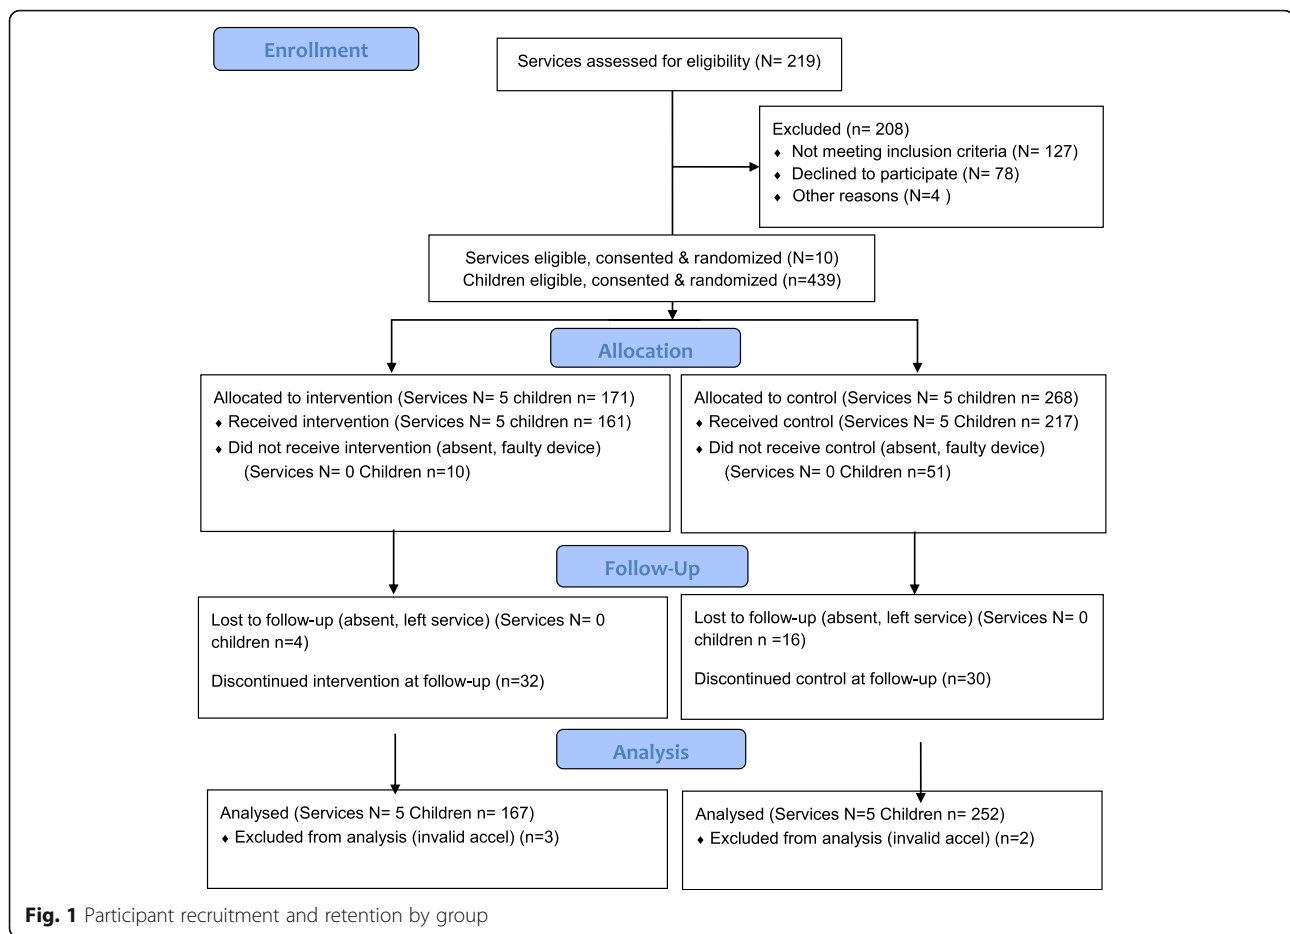 Enrollment
Services assessed for eligibility (N= 219)
Excluded (n= 208)
♦ Not meeting inclusion criteria (N= 127)
♦ Declined to participate (N= 78)
♦ Other reasons (N=4 )
Services eligible, consented & randomized (N=10)
Children eligible, consented & randomized (n=439)
Allocation
Allocated to intervention (Services N= 5 children n= 171)
♦ Received intervention (Services N= 5 children n= 161)
♦ Did not receive intervention (absent, faulty device)
(Services N= 0 Children n=10)
Allocated to control (Services N= 5 children n= 268)
♦ Received control (Services N= 5 Children n= 217)
♦ Did not receive control (absent, faulty device)
(Services N= 0 Children n=51)
Follow-Up
Lost to follow-up (absent, left service) (Services N= 0
children n=4)
Discontinued intervention at follow-up (n=32)
Lost to follow-up (absent, left service) (Services N= 0
children n =16)
Discontinued control at follow-up (n=30)
Analysis
Analysed (Services N= 5 Children n= 167)
♦ Excluded from analysis (invalid accel) (n=3)
Analysed (Services N=5 Children n= 252)
♦ Excluded from analysis (invalid accel) (n=2)
Fig. 1 Participant recruitment and retention by group